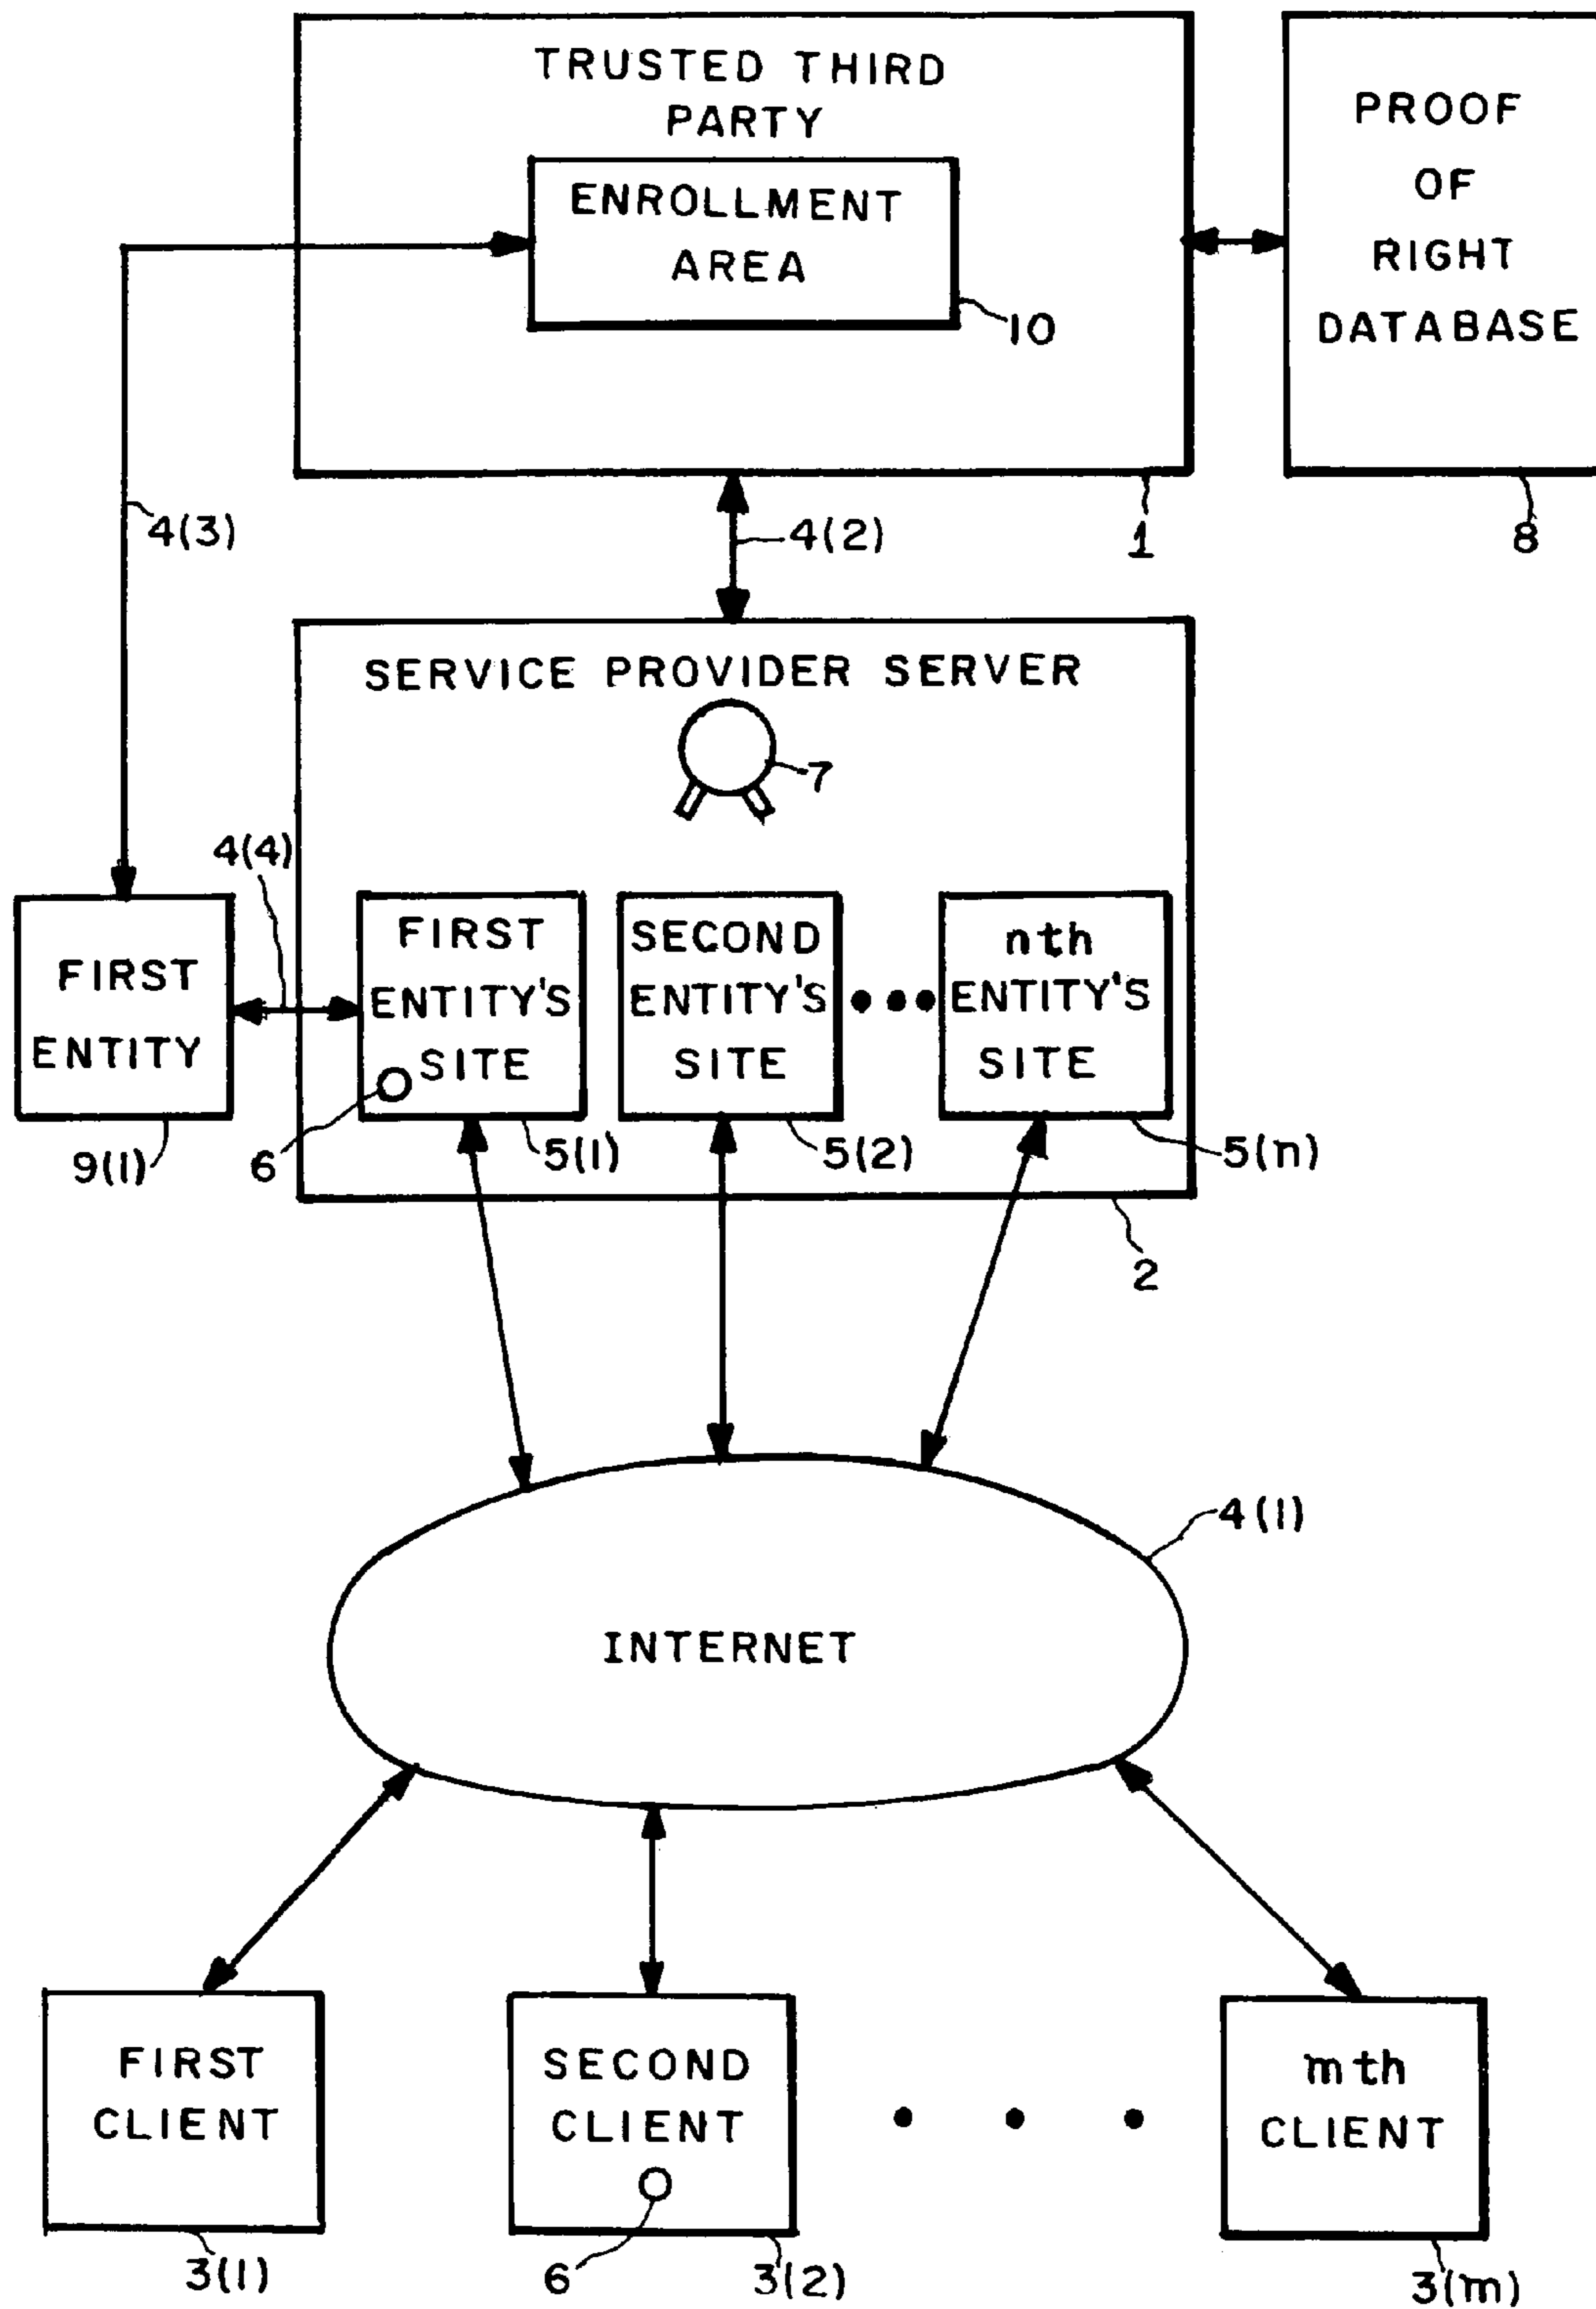 TRUSTED THIRD
PARTY
ENROLLMENT
AREA
10
PROOF
OF
RIGHT
DATABASE
4(3)
4(2)
1
8
SERVICE PROVIDER SERVER
7
4(4)
FIRST
ENTITY
9(1)
FIRST
ENTITY'S
SITE
6
5(1)
SECOND
ENTITY'S
SITE
5(2)
nth
ENTITY'S
SITE
5(n)
2
4(1)
INTERNET
FIRST
CLIENT
3(1)
SECOND
CLIENT
6
3(2)
mth
CLIENT
3(m)